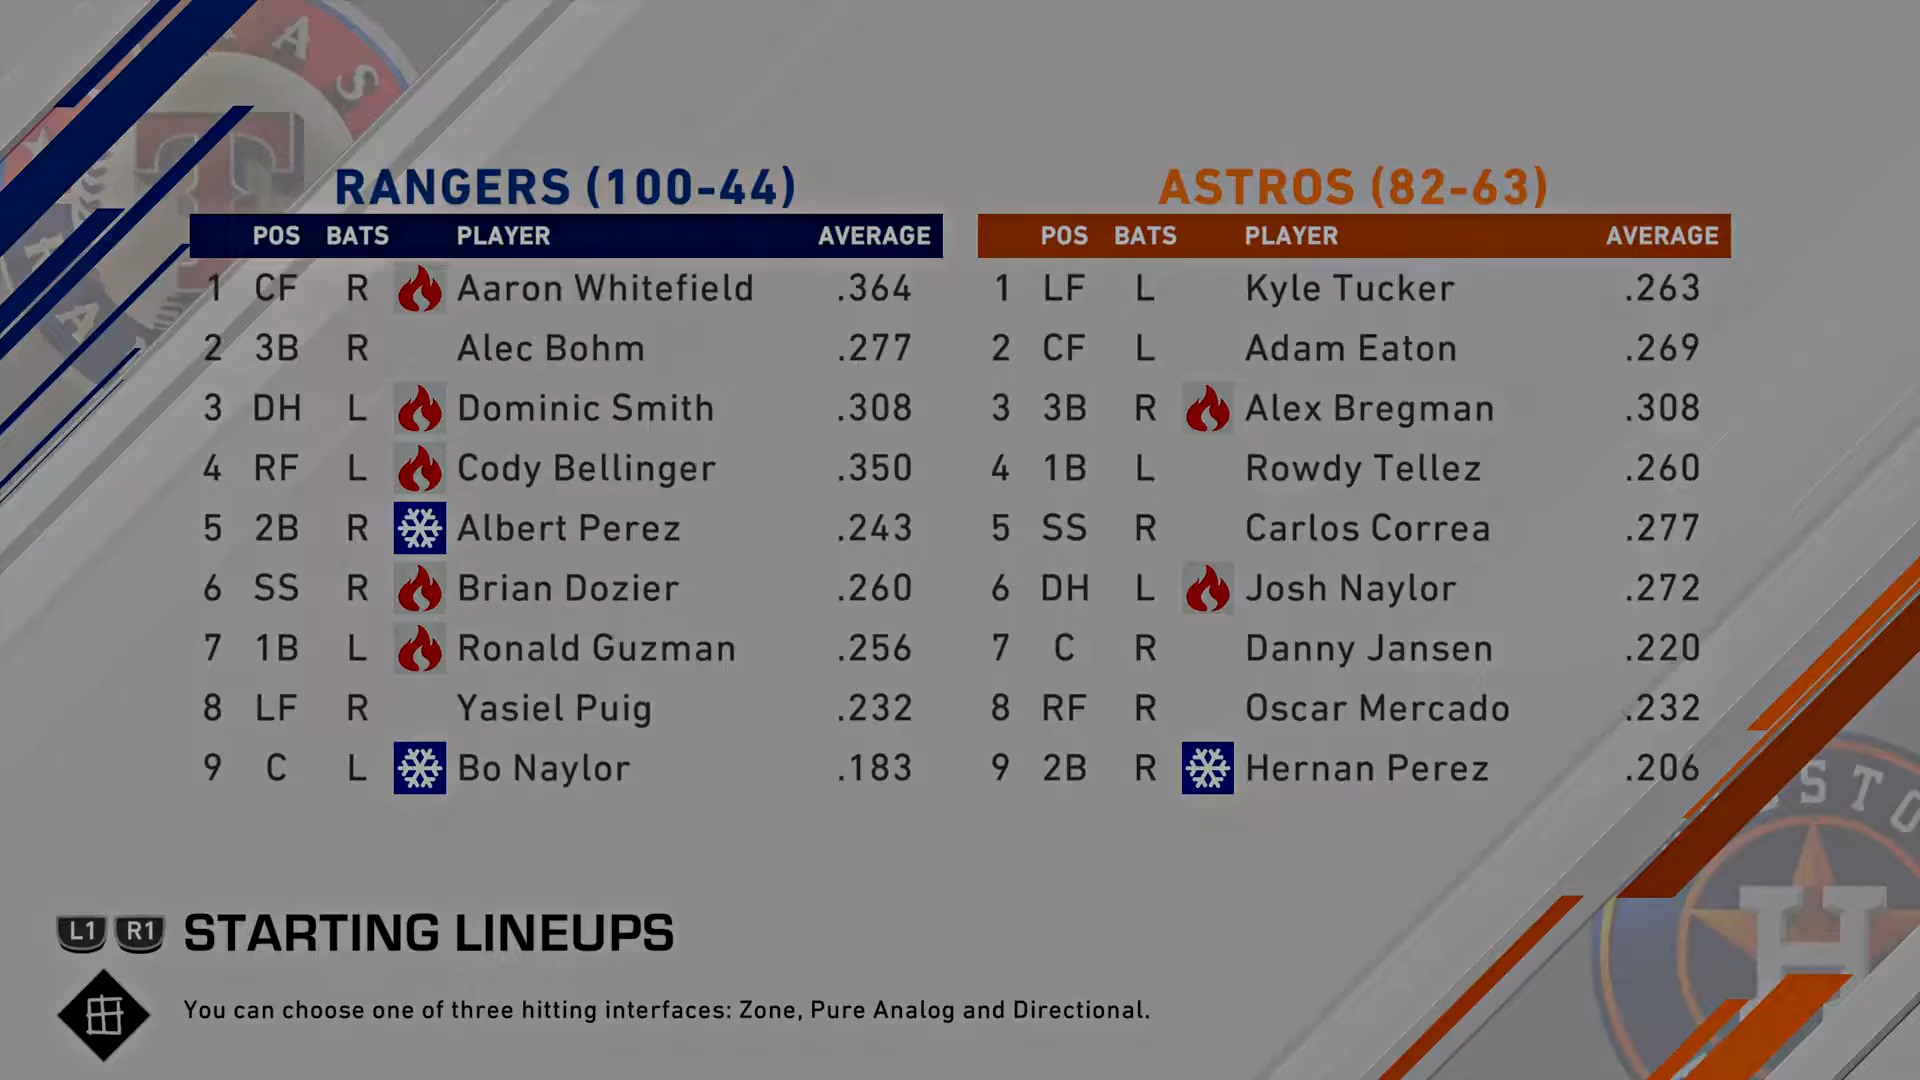 RANGERS (100-44)
POS BATS PLAYER AVERAGE
1 CF R Aaron Whitefield .364
2 3B R Alec Bohm .277
3 DH L Dominic Smith .308
4 RF L Cody Bellinger .350
5 2B R Albert Perez .243
6 SS R Brian Dozier .260
7 1B L Ronald Guzman .256
8 LF R Yasiel Puig .232
9 C L Bo Naylor .183
ASTROS (82-63)
POS BATS PLAYER AVERAGE
1 LF L Kyle Tucker .263
2 CF L Adam Eaton .269
3 3B R Alex Bregman .308
4 1B L Rowdy Tellez .260
5 SS R Carlos Correa .277
6 DH L Josh Naylor .272
7 C R Danny Jansen .220
8 RF R Oscar Mercado .232
9 2B R Hernan Perez .206
L1 R1 STARTING LINEUPS
You can choose one of three hitting interfaces: Zone, Pure Analog and Directional.
T
H